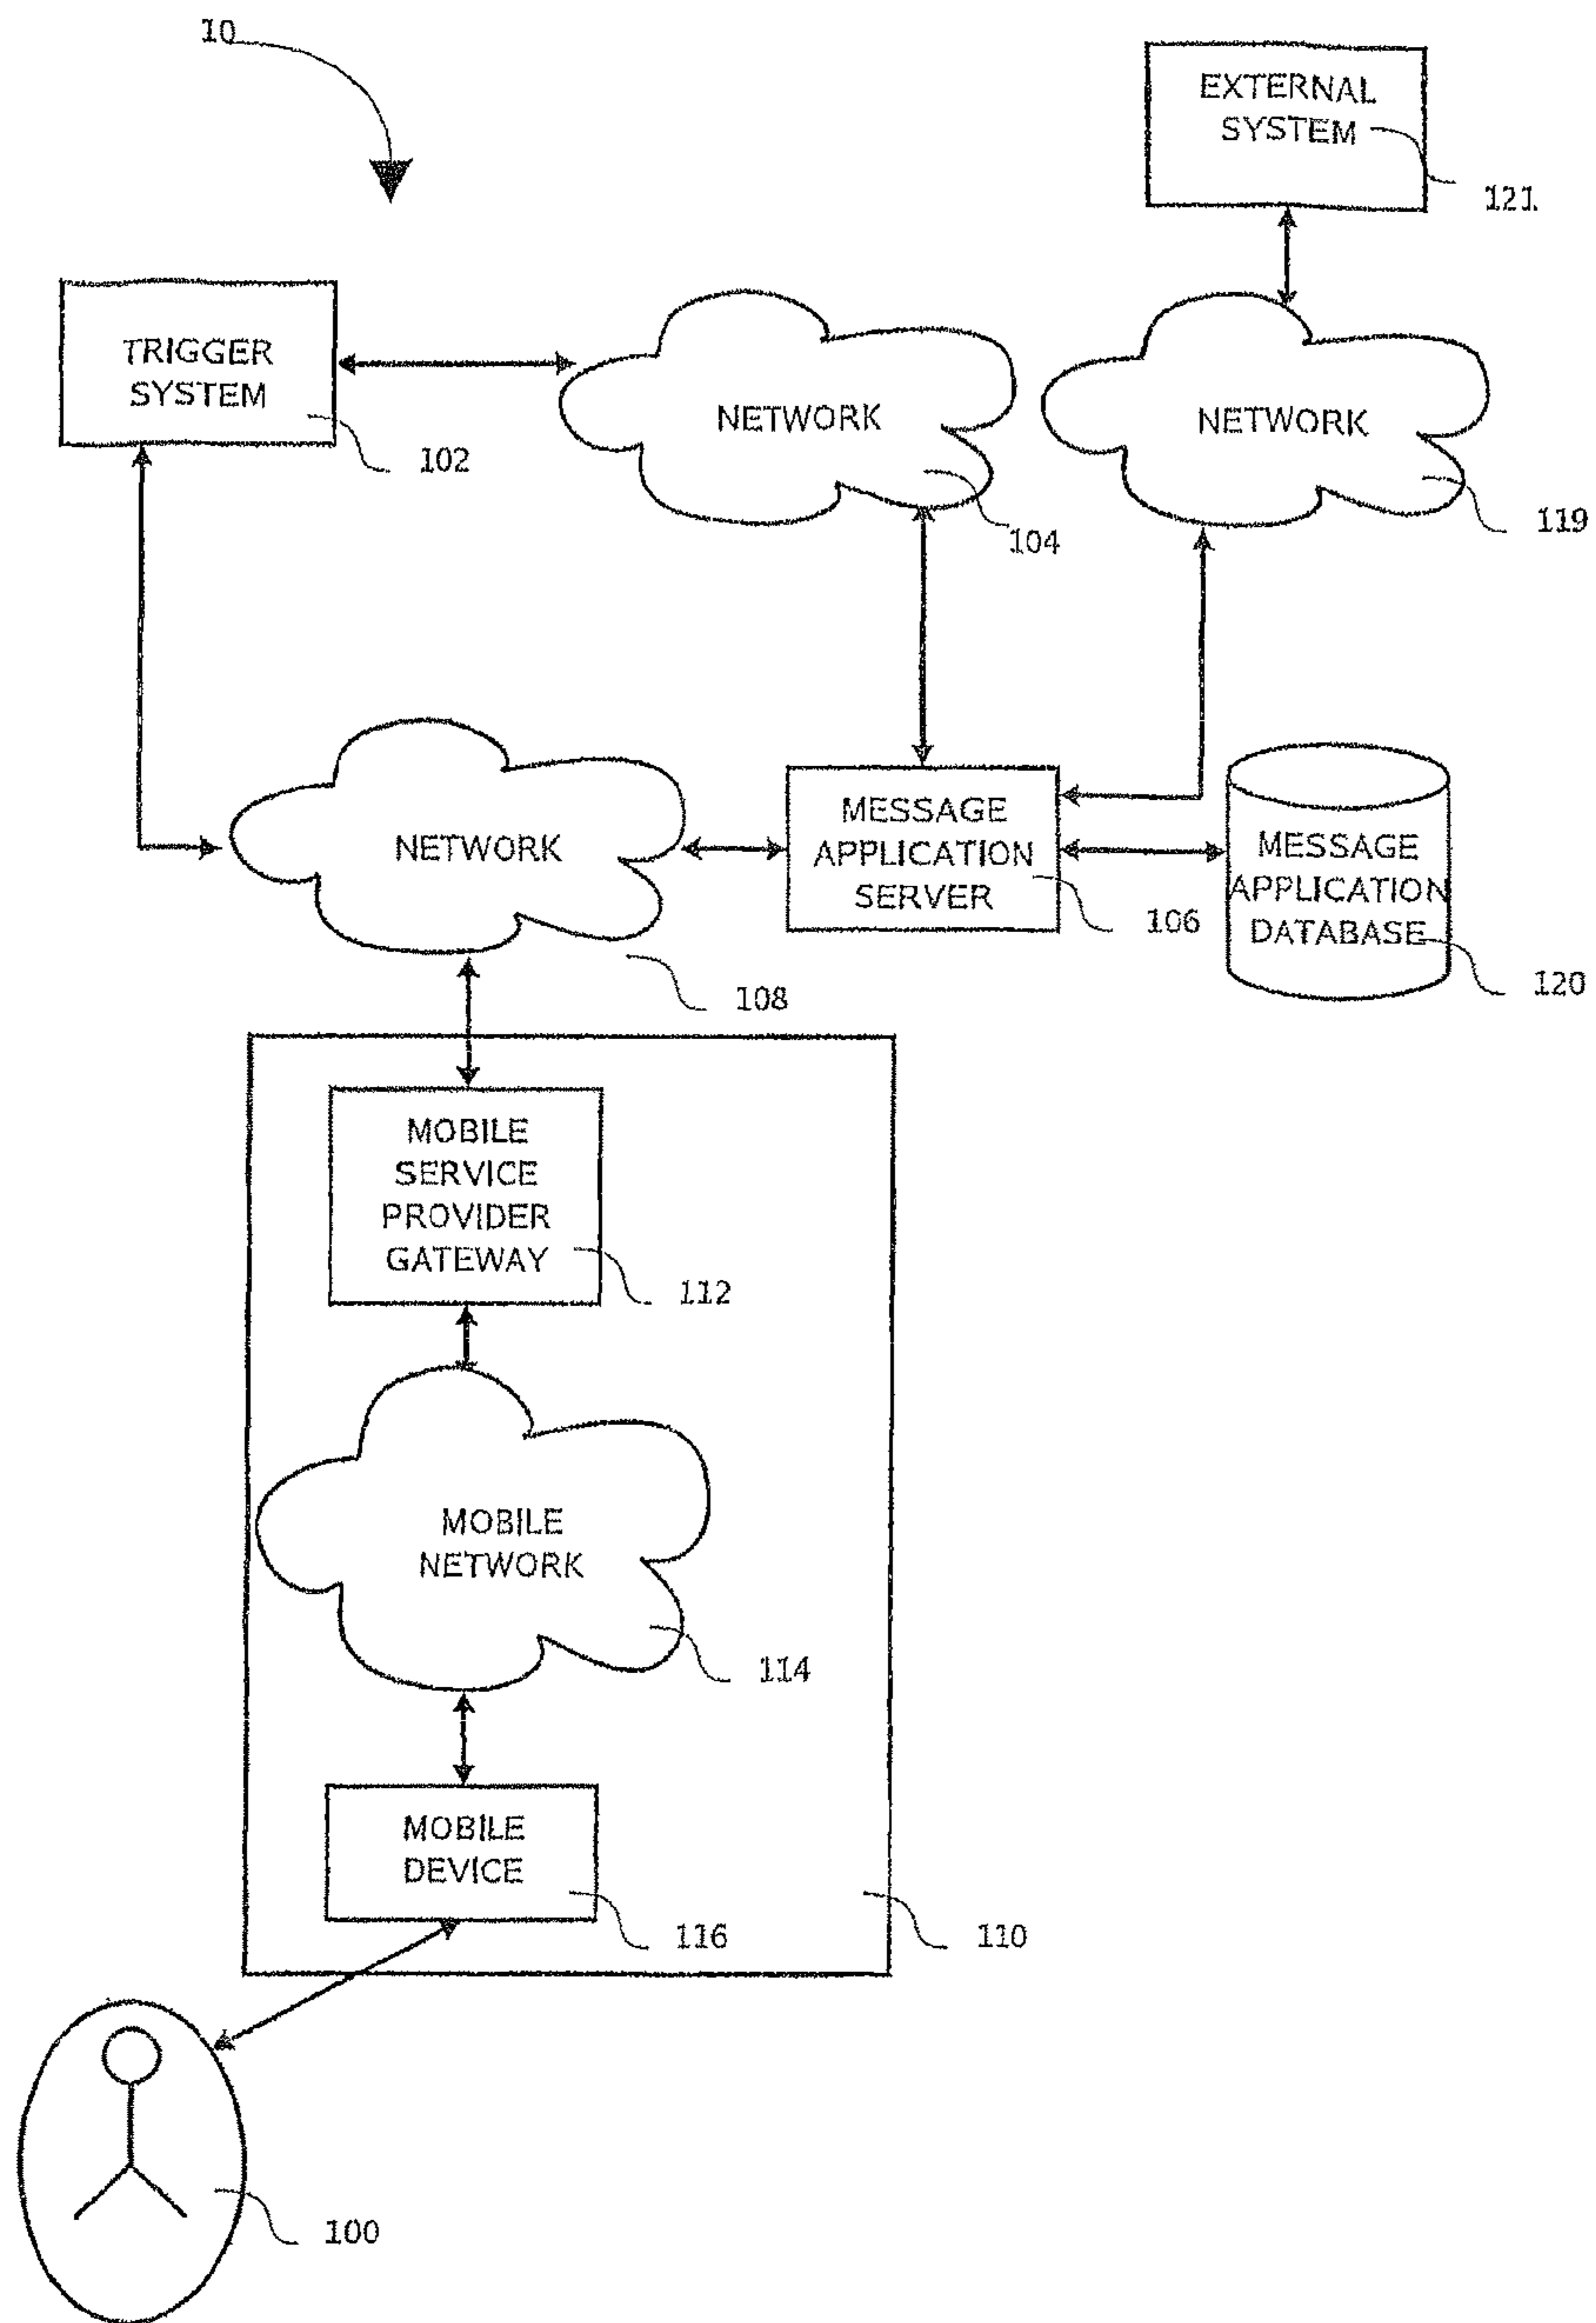 10
EXTERNAL
SYSTEM
121
TRIGGER
SYSTEM
102
NETWORK
104
NETWORK
119
NETWORK
108
MESSAGE
APPLICATION
SERVER
106
MESSAGE
APPLICATION
DATABASE
120
MOBILE
SERVICE
PROVIDER
GATEWAY
112
MOBILE
NETWORK
114
MOBILE
DEVICE
116
110
100